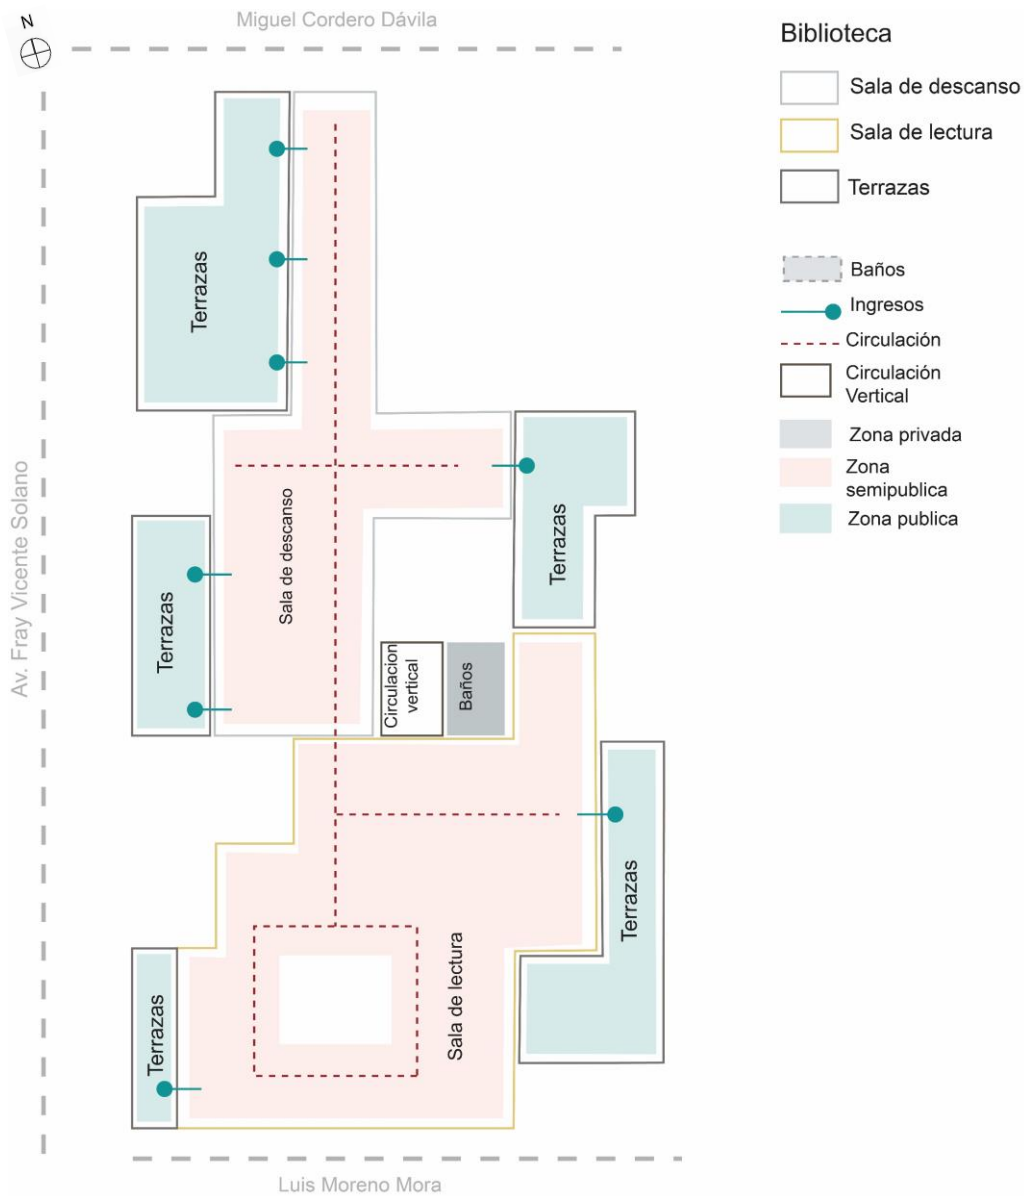 N
Miguel Cordero Dávila
Av. Fray Vicente Solano
Terrazas
Terrazas
Sala de descanso
Terrazas
Circulacion
vertical
Baños
Terrazas
Sala de lectura
Terrazas
Luis Moreno Mora
Biblioteca
Sala de descanso
Sala de lectura
Terrazas
Baños
Ingresos
Circulación
Circulación
Vertical
Zona privada
Zona
semipublica
Zona publica